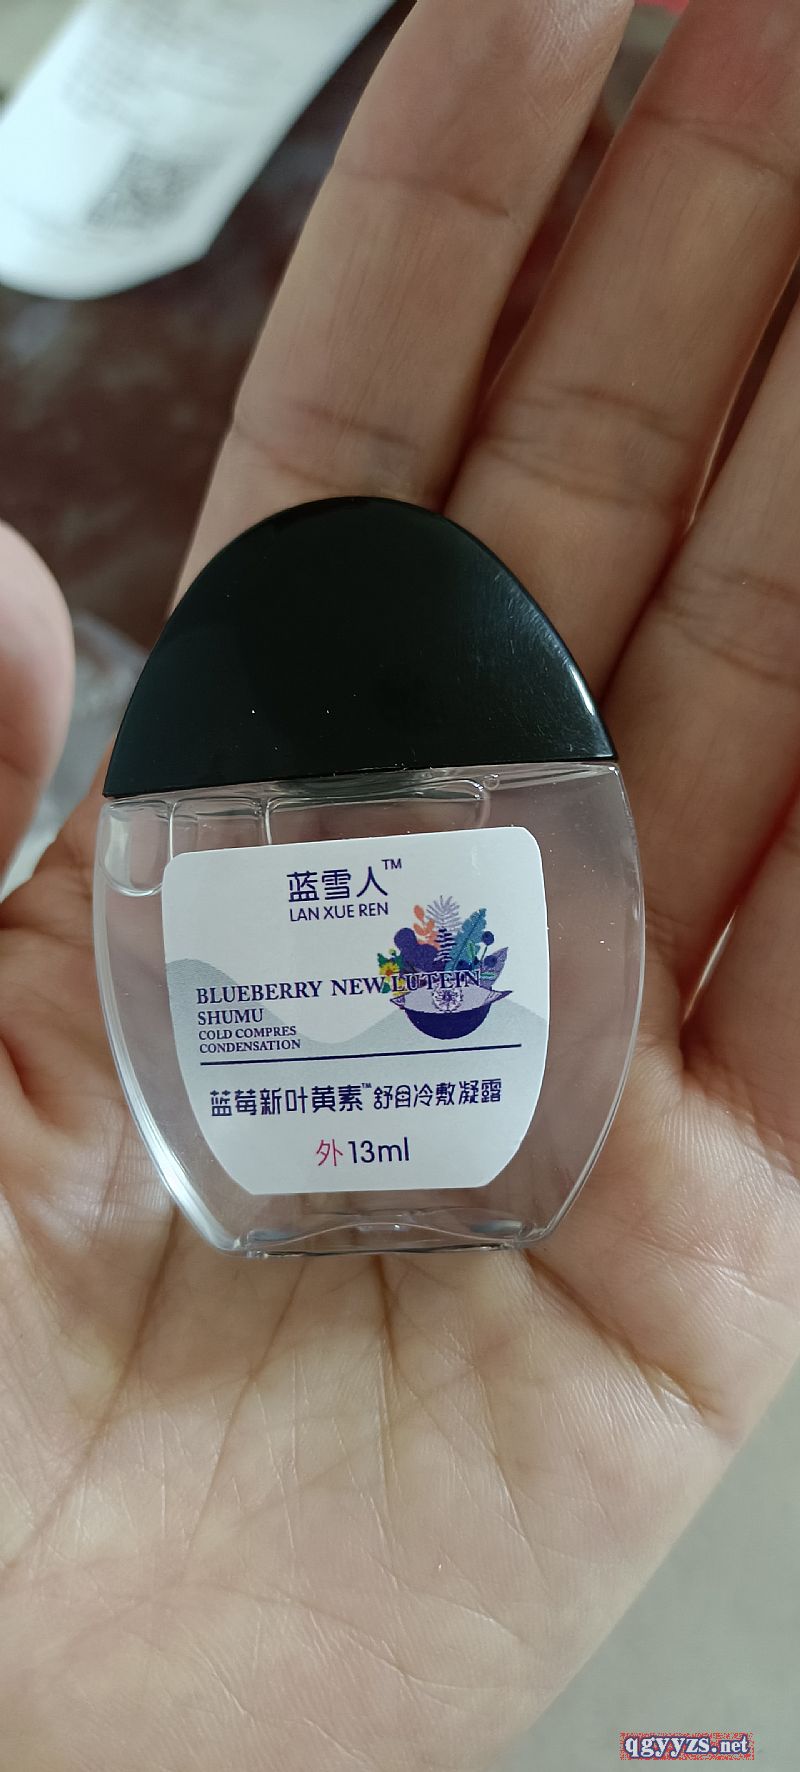 蓝雪人™
LAN XUE REN
BLUEBERRY NEW LUTEIN
SHUMU
COLD COMPRES
CONDENSATION
蓝莓新叶黄素™舒目冷敷凝露
外13ml
qgyyzs.net